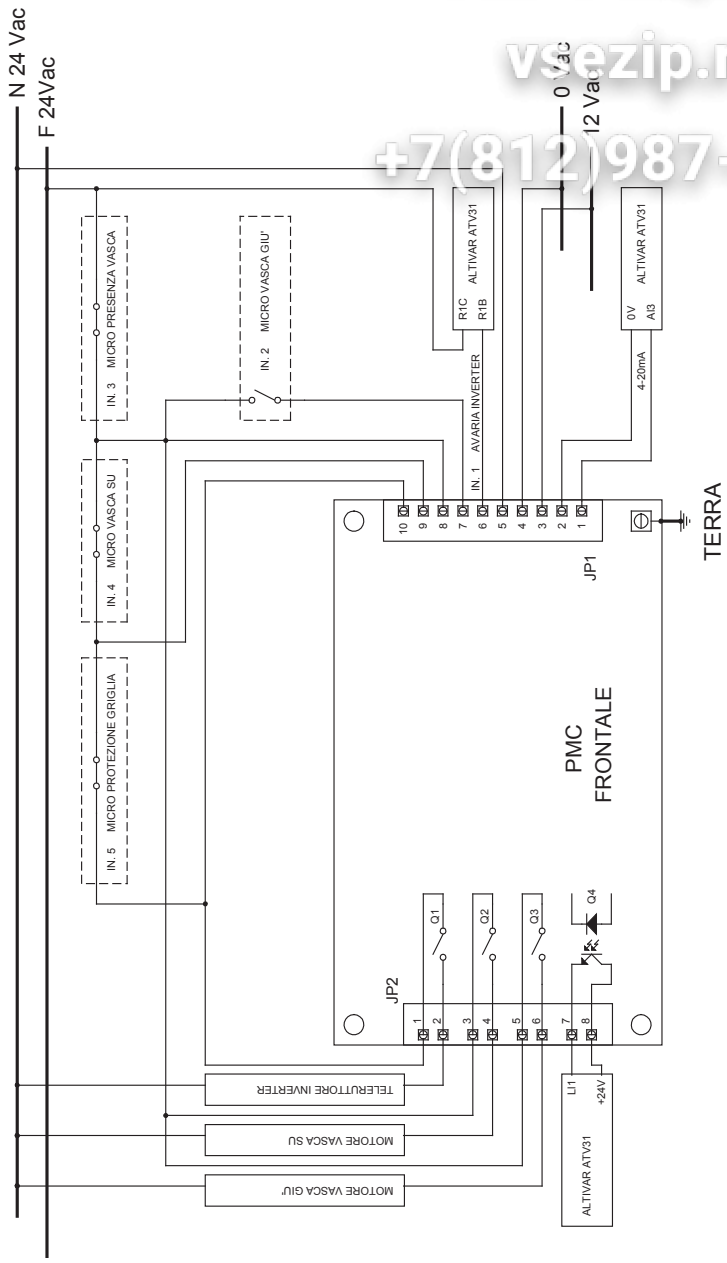 N 24 Vac
F 24Vac
vsezip.r
+7(812)987-
0 Vac
12 Vac
IN. 5 MICRO PROTEZIONE GRIGLIA
IN. 4 MICRO VASCA SU
IN. 3 MICRO PRESENZA VASCA
IN. 2 MICRO VASCA GIU'
IN. 1 AVARIA INVERTER
R1C
R1B
ALTIVAR ATV31
4-20mA
0V
AI3
ALTIVAR ATV31
10
9
8
7
6
5
4
3
2
1
JP1
TERRA
PMC
FRONTALE
JP2
1
2
3
4
5
6
7
8
Q1
Q2
Q3
Q4
TELERUTTORE INVERTER
MOTORE VASCA SU
MOTORE VASCA GIU'
LI1
+24V
ALTIVAR ATV31